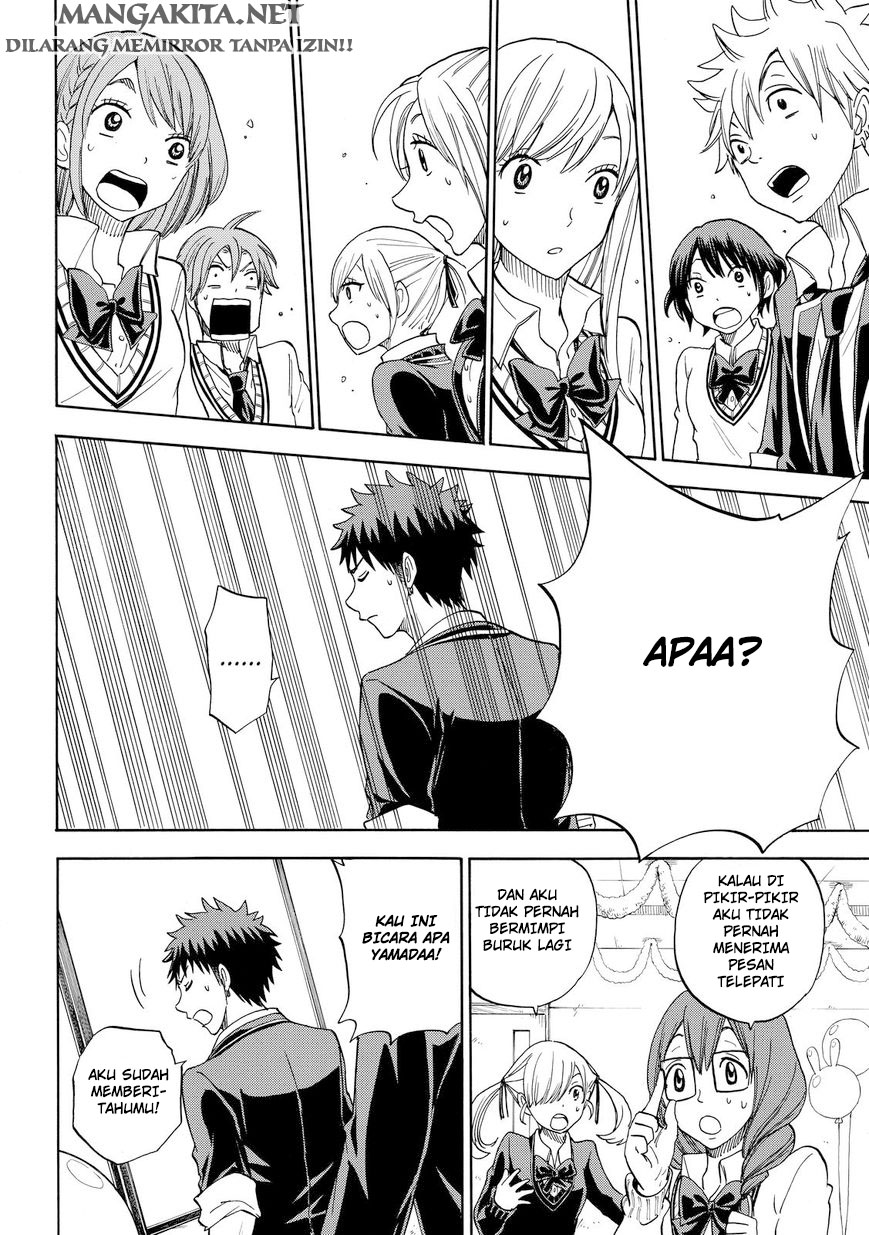 MANGAKITA.NET
DILARANG MEMIRROR TANPA IZIN!!
APAA?
......
KALAU DI
PIKIR-PIKIR
AKU TIDAK
PERNAH
MENERIMA
PESAN
TELEPATI
DAN AKU
TIDAK PERNAH
BERMIMPI
BURUK LAGI
KAU INI
BICARA APA
YAMADAA!
AKU SUDAH
MEMBERI-
TAHUMU!